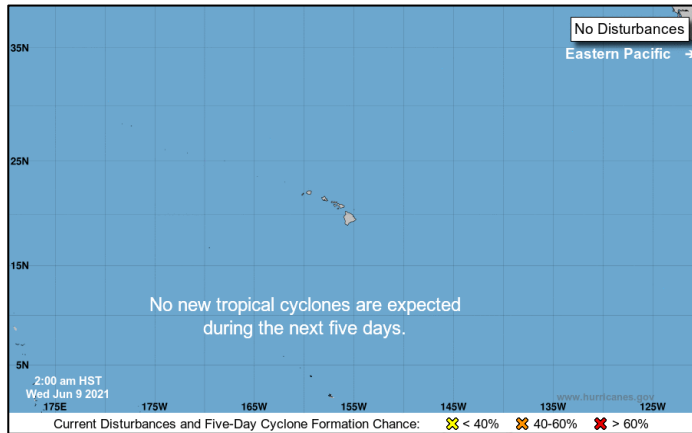 No Disturbances
35N
Eastern Pacific →
25N
15N
No new tropical cyclones are expected
during the next five days.
5N
2:00 am HST
Wed Jun 9 2021
www.hurricanes.gov
175E 175W 165W 155W 145W 135W 125W
Current Disturbances and Five-Day Cyclone Formation Chance: < 40% 40-60% > 60%